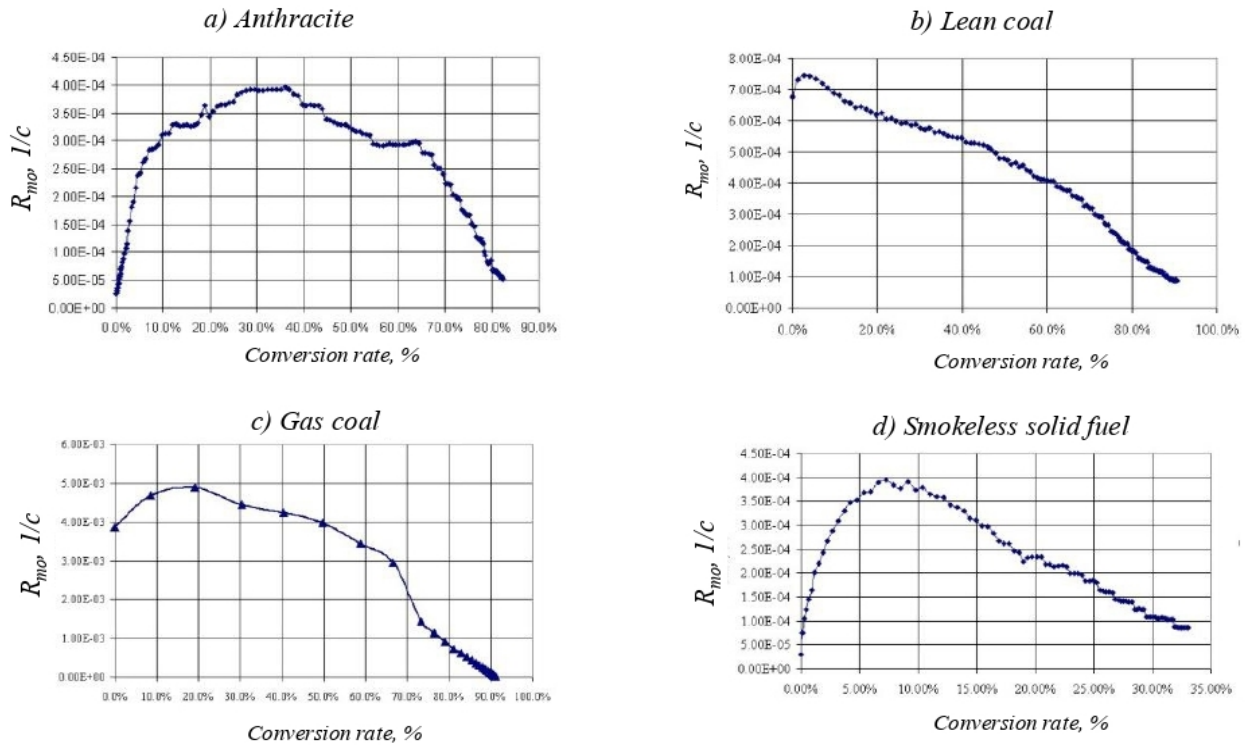 a) Anthracite
R_mo, 1/c
4.50E-04
4.00E-04
3.50E-04
3.00E-04
2.50E-04
2.00E-04
1.50E-04
1.00E-04
5.00E-05
0.00E+00
0.0% 10.0% 20.0% 30.0% 40.0% 50.0% 60.0% 70.0% 80.0% 90.0%
Conversion rate, %
b) Lean coal
R_mo, 1/c
8.00E-04
7.00E-04
6.00E-04
5.00E-04
4.00E-04
3.00E-04
2.00E-04
1.00E-04
0.00E+00
0.0% 20.0% 40.0% 60.0% 80.0% 100.0%
Conversion rate, %
c) Gas coal
R_mo, 1/c
6.00E-03
5.00E-03
4.00E-03
3.00E-03
2.00E-03
1.00E-03
0.00E+00
0.0% 10.0% 20.0% 30.0% 40.0% 50.0% 60.0% 70.0% 80.0% 90.0% 100.0%
Conversion rate, %
d) Smokeless solid fuel
R_mo, 1/c
4.50E-04
4.00E-04
3.50E-04
3.00E-04
2.50E-04
2.00E-04
1.50E-04
1.00E-04
5.00E-05
0.00E+00
0.00% 5.00% 10.00% 15.00% 20.00% 25.00% 30.00% 35.00%
Conversion rate, %